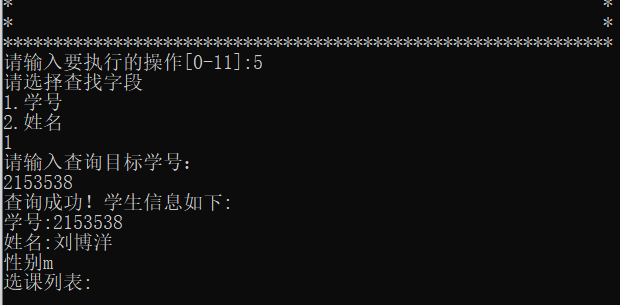 * *
* *
*************************************************************
请输入要执行的操作[0-11]:5
请选择查找字段
1.学号
2.姓名
1
请输入查询目标学号:
2153538
查询成功! 学生信息如下:
学号:2153538
姓名:刘博洋
性别m
选课列表: